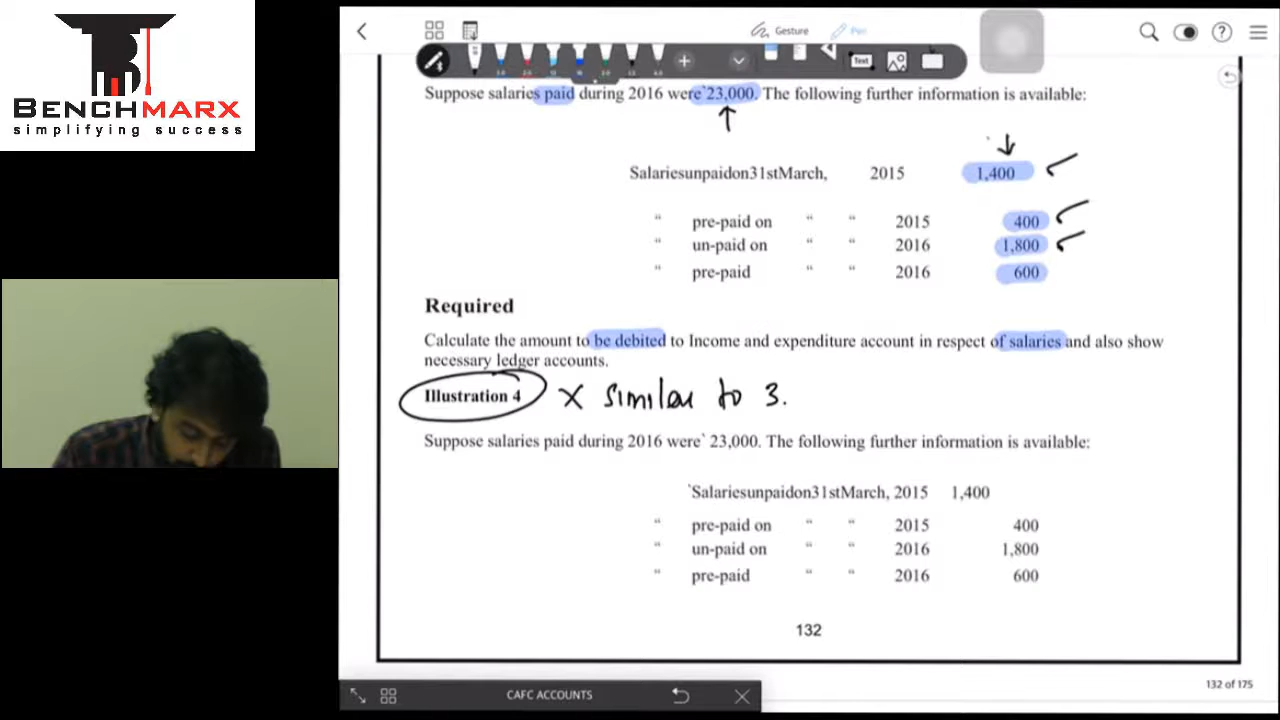 BENCHMARX
simplifying success
Gesture
Pen
Text
Suppose salaries paid during 2016 were`23,000. The following further information is available:
Salariesunpaidon31stMarch, 2015 1,400
“ pre-paid on “ “ 2015 400
“ un-paid on “ “ 2016 1,800
“ pre-paid “ “ 2016 600
Required
Calculate the amount to be debited to Income and expenditure account in respect of salaries and also show
necessary ledger accounts.
Illustration 4 X similar to 3.
Suppose salaries paid during 2016 were` 23,000. The following further information is available:
`Salariesunpaidon31stMarch, 2015 1,400
“ pre-paid on “ “ 2015 400
“ un-paid on “ “ 2016 1,800
“ pre-paid “ “ 2016 600
132
132 of 175
CAFC ACCOUNTS